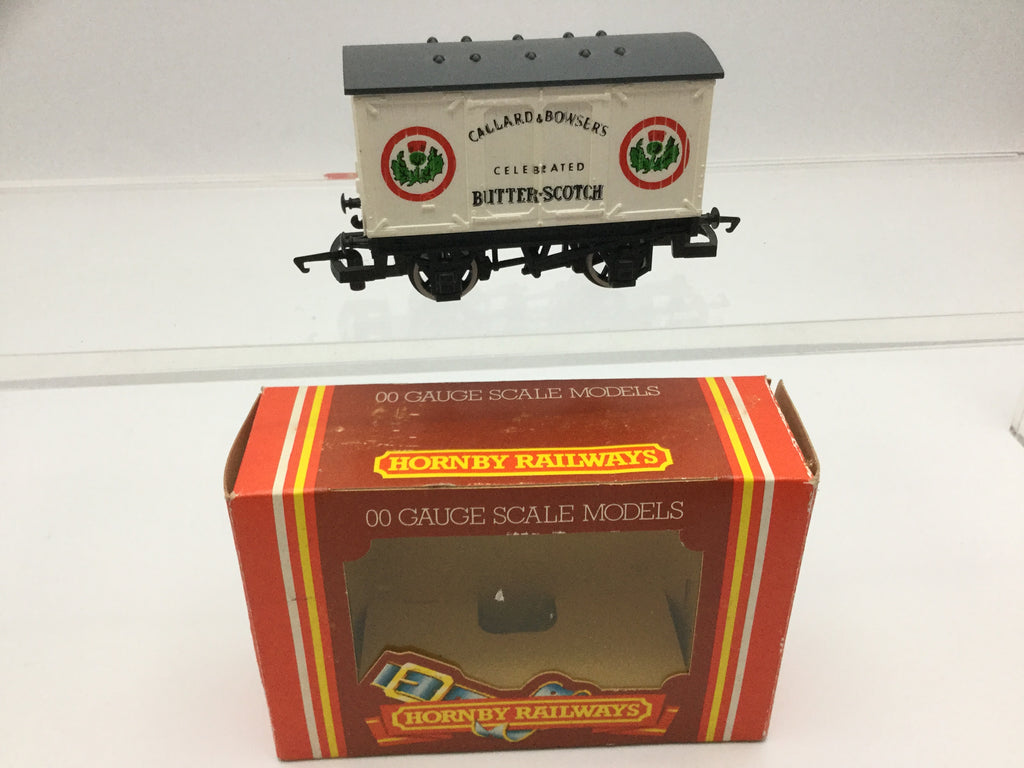 CALLARD & BOWSER'S
CELEBRATED
BUTTER-SCOTCH
00 GAUGE SCALE MODELS
HORNBY RAILWAYS
00 GAUGE SCALE MODELS
HORNBY RAILWAYS